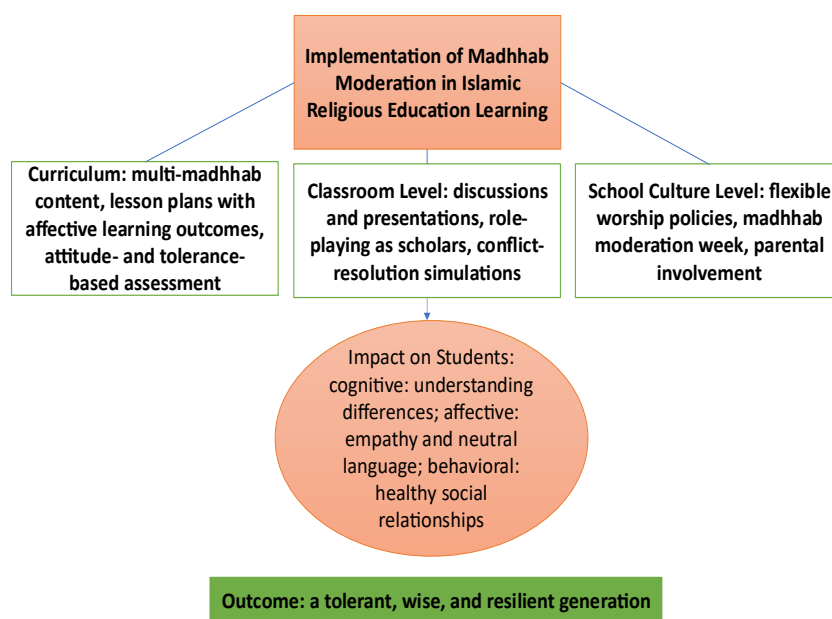 Implementation of Madhhab
Moderation in Islamic
Religious Education Learning
Curriculum: multi-madhhab
content, lesson plans with
affective learning outcomes,
attitude- and tolerance-
based assessment
Classroom Level: discussions
and presentations, role-
playing as scholars, conflict-
resolution simulations
School Culture Level: flexible
worship policies, madhhab
moderation week, parental
involvement
Impact on Students:
cognitive: understanding
differences; affective:
empathy and neutral
language; behavioral:
healthy social
relationships
Outcome: a tolerant, wise, and resilient generation